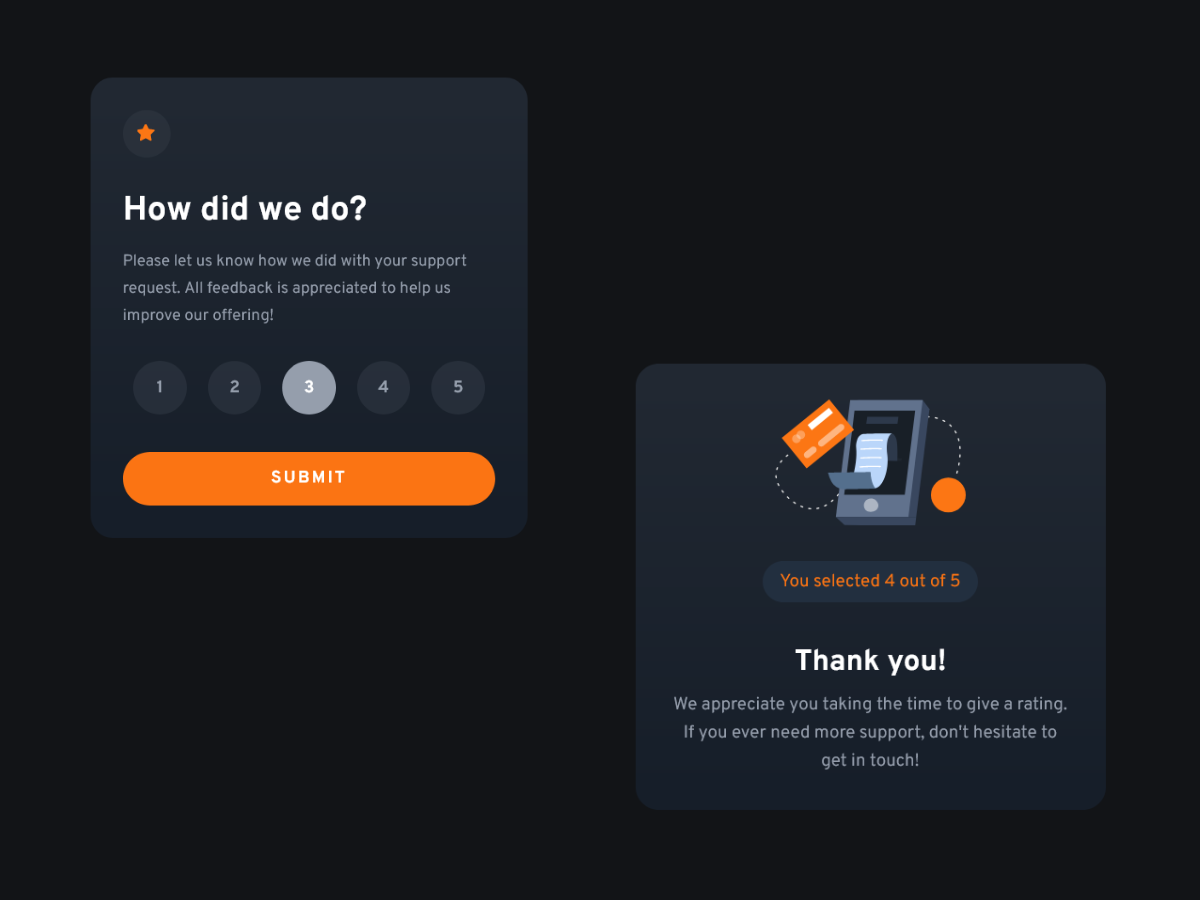 How did we do?
Please let us know how we did with your support
request. All feedback is appreciated to help us
improve our offering!
1 2 3 4 5
SUBMIT
You selected 4 out of 5
Thank you!
We appreciate you taking the time to give a rating.
If you ever need more support, don't hesitate to
get in touch!